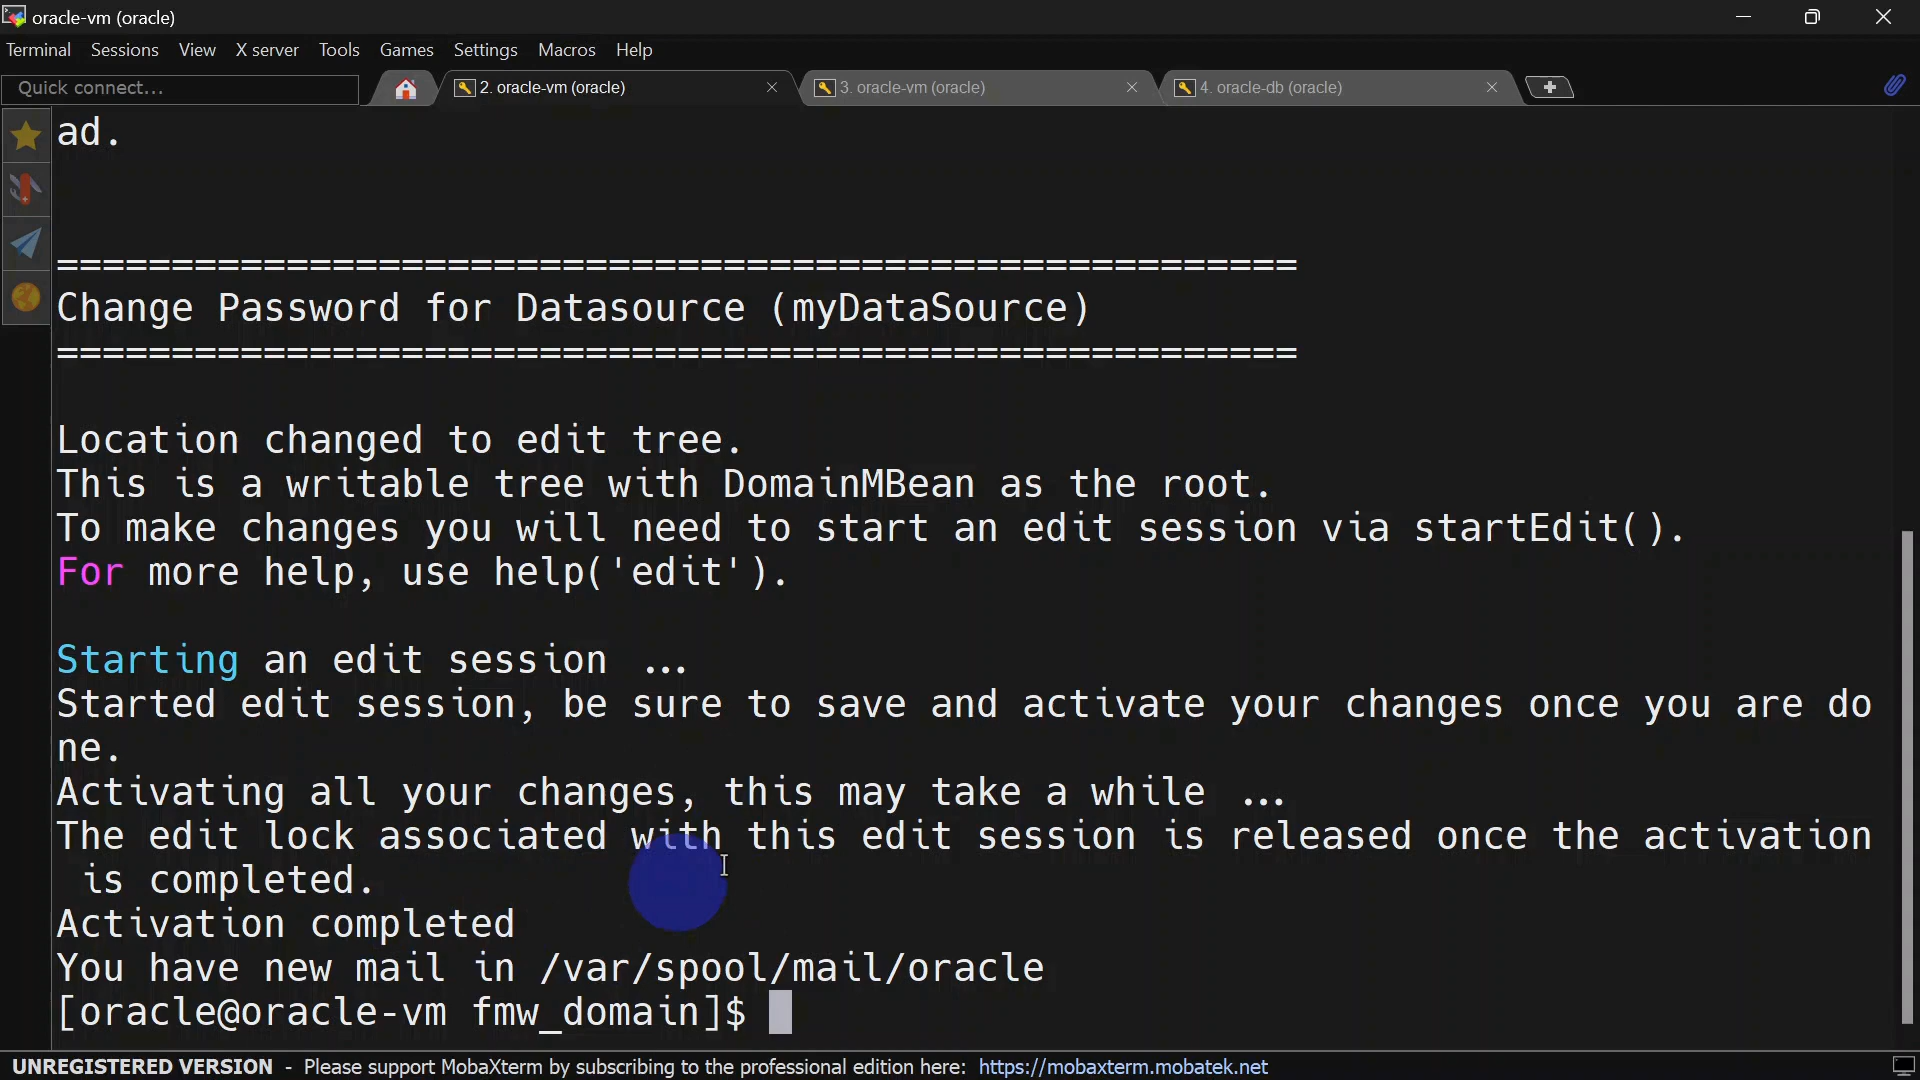 oracle-vm (oracle)
Terminal Sessions View X server Tools Games Settings Macros Help
Quick connect... 2. oracle-vm (oracle) 3. oracle-vm (oracle) 4. oracle-db (oracle)
ad.
======================================================
Change Password for Datasource (myDataSource)
======================================================
Location changed to edit tree.
This is a writable tree with DomainMBean as the root.
To make changes you will need to start an edit session via startEdit().
For more help, use help('edit').
Starting an edit session ...
Started edit session, be sure to save and activate your changes once you are do
ne.
Activating all your changes, this may take a while ...
The edit lock associated with this edit session is released once the activation
is completed.
Activation completed
You have new mail in /var/spool/mail/oracle
[oracle@oracle-vm fmw_domain]$
UNREGISTERED VERSION - Please support MobaXterm by subscribing to the professional edition here: https://mobaxterm.mobatek.net